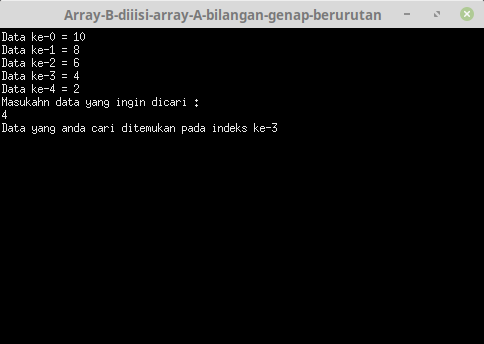 Array-B-diiisi-array-A-bilangan-genap-berurutan
Data ke-0 = 10
Data ke-1 = 8
Data ke-2 = 6
Data ke-3 = 4
Data ke-4 = 2
Masukahn data yang ingin dicari :
4
Data yang anda cari ditemukan pada indeks ke-3